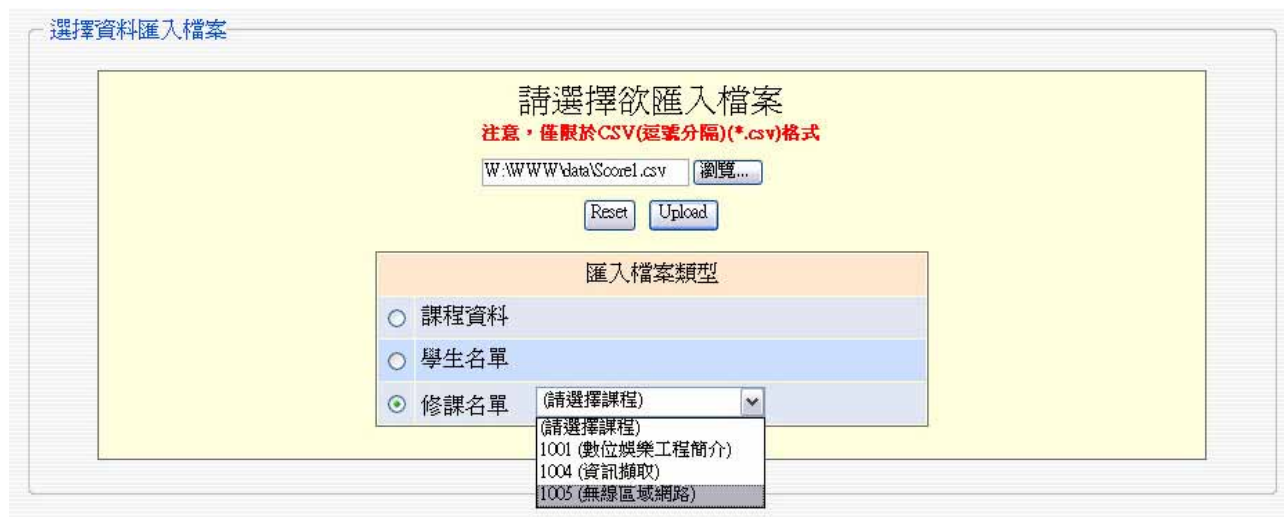 選擇資料匯入檔案
請選擇欲匯入檔案
注意，僅限於CSV(逗號分隔)(*.csv)格式
W:\WWW\data\Score1.csv 瀏覽...
Reset Upload
匯入檔案類型
課程資料
學生名單
修課名單 (請選擇課程)
(請選擇課程)
1001 (數位娛樂工程簡介)
1004 (資訊擷取)
1005 (無線區域網路)